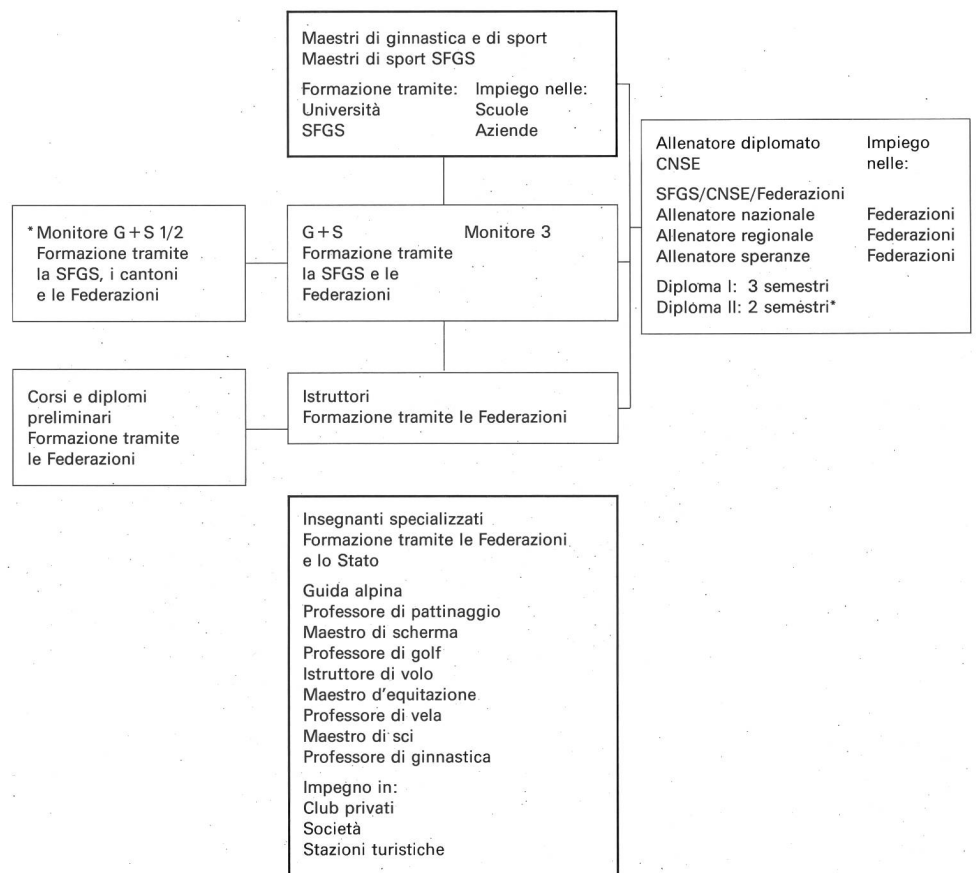 Maestri di ginnastica e di sport
Maestri di sport SFGS
Formazione tramite: Impiego nelle:
Università Scuole
SFGS Aziende
Allenatore diplomato Impiego
CNSE nelle:
SFGS/CNSE/Federazioni
Allenatore nazionale Federazioni
Allenatore regionale Federazioni
Allenatore speranze Federazioni
Diploma I: 3 semestri
Diploma II: 2 semestri*
*Monitore G+S 1/2
Formazione tramite
la SFGS, i cantoni
e le Federazioni
G+S Monitore 3
Formazione tramite
la SFGS e le
Federazioni
Corsi e diplomi
preliminari
Formazione tramite
le Federazioni
Istruttori
Formazione tramite le Federazioni
Insegnanti specializzati
Formazione tramite le Federazioni
e lo Stato
Guida alpina
Professore di pattinaggio
Maestro di scherma
Professore di golf
Istruttore di volo
Maestro d'equitazione
Professore di vela
Maestro di sci
Professore di ginnastica
Impegno in:
Club privati
Società
Stazioni turistiche